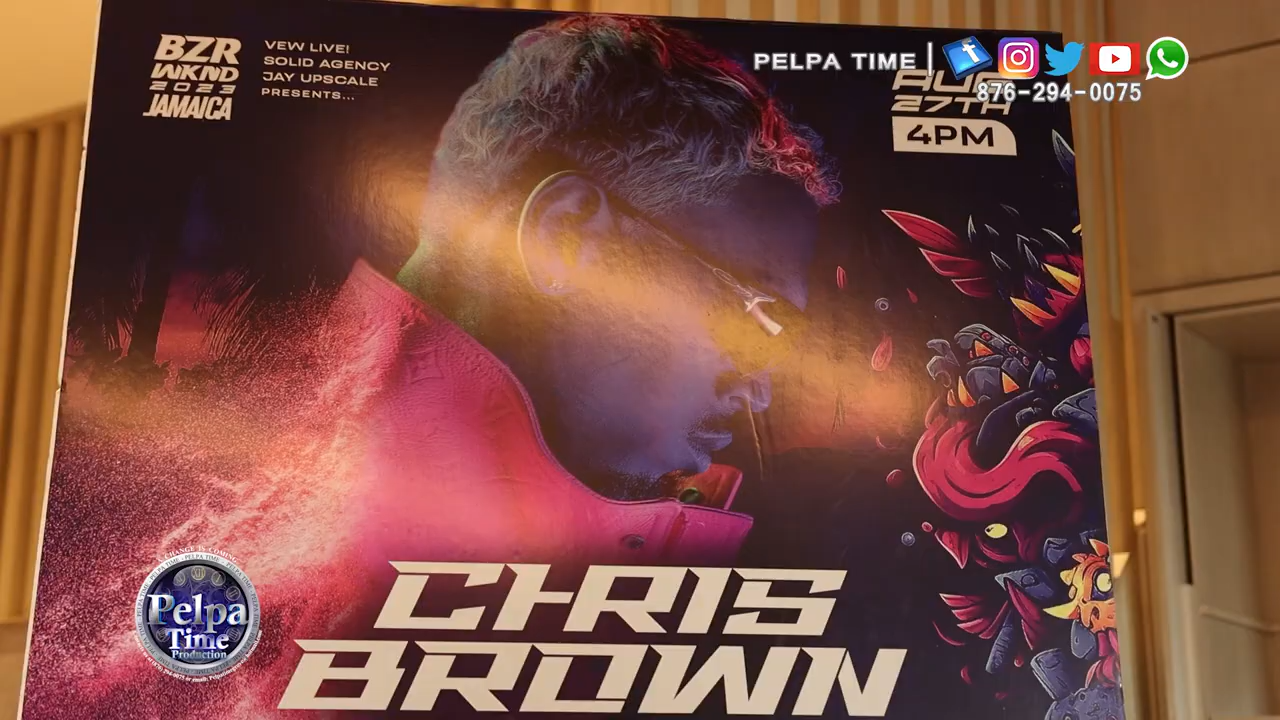 BZR
WKND
2023
JAMAICA
VEW LIVE!
SOLID AGENCY
JAY UPSCALE
PRESENTS...
PELPA TIME |
876-294-0075
AUG
27TH
4PM
CHRIS
BROWN
Pelpa
Time
Production